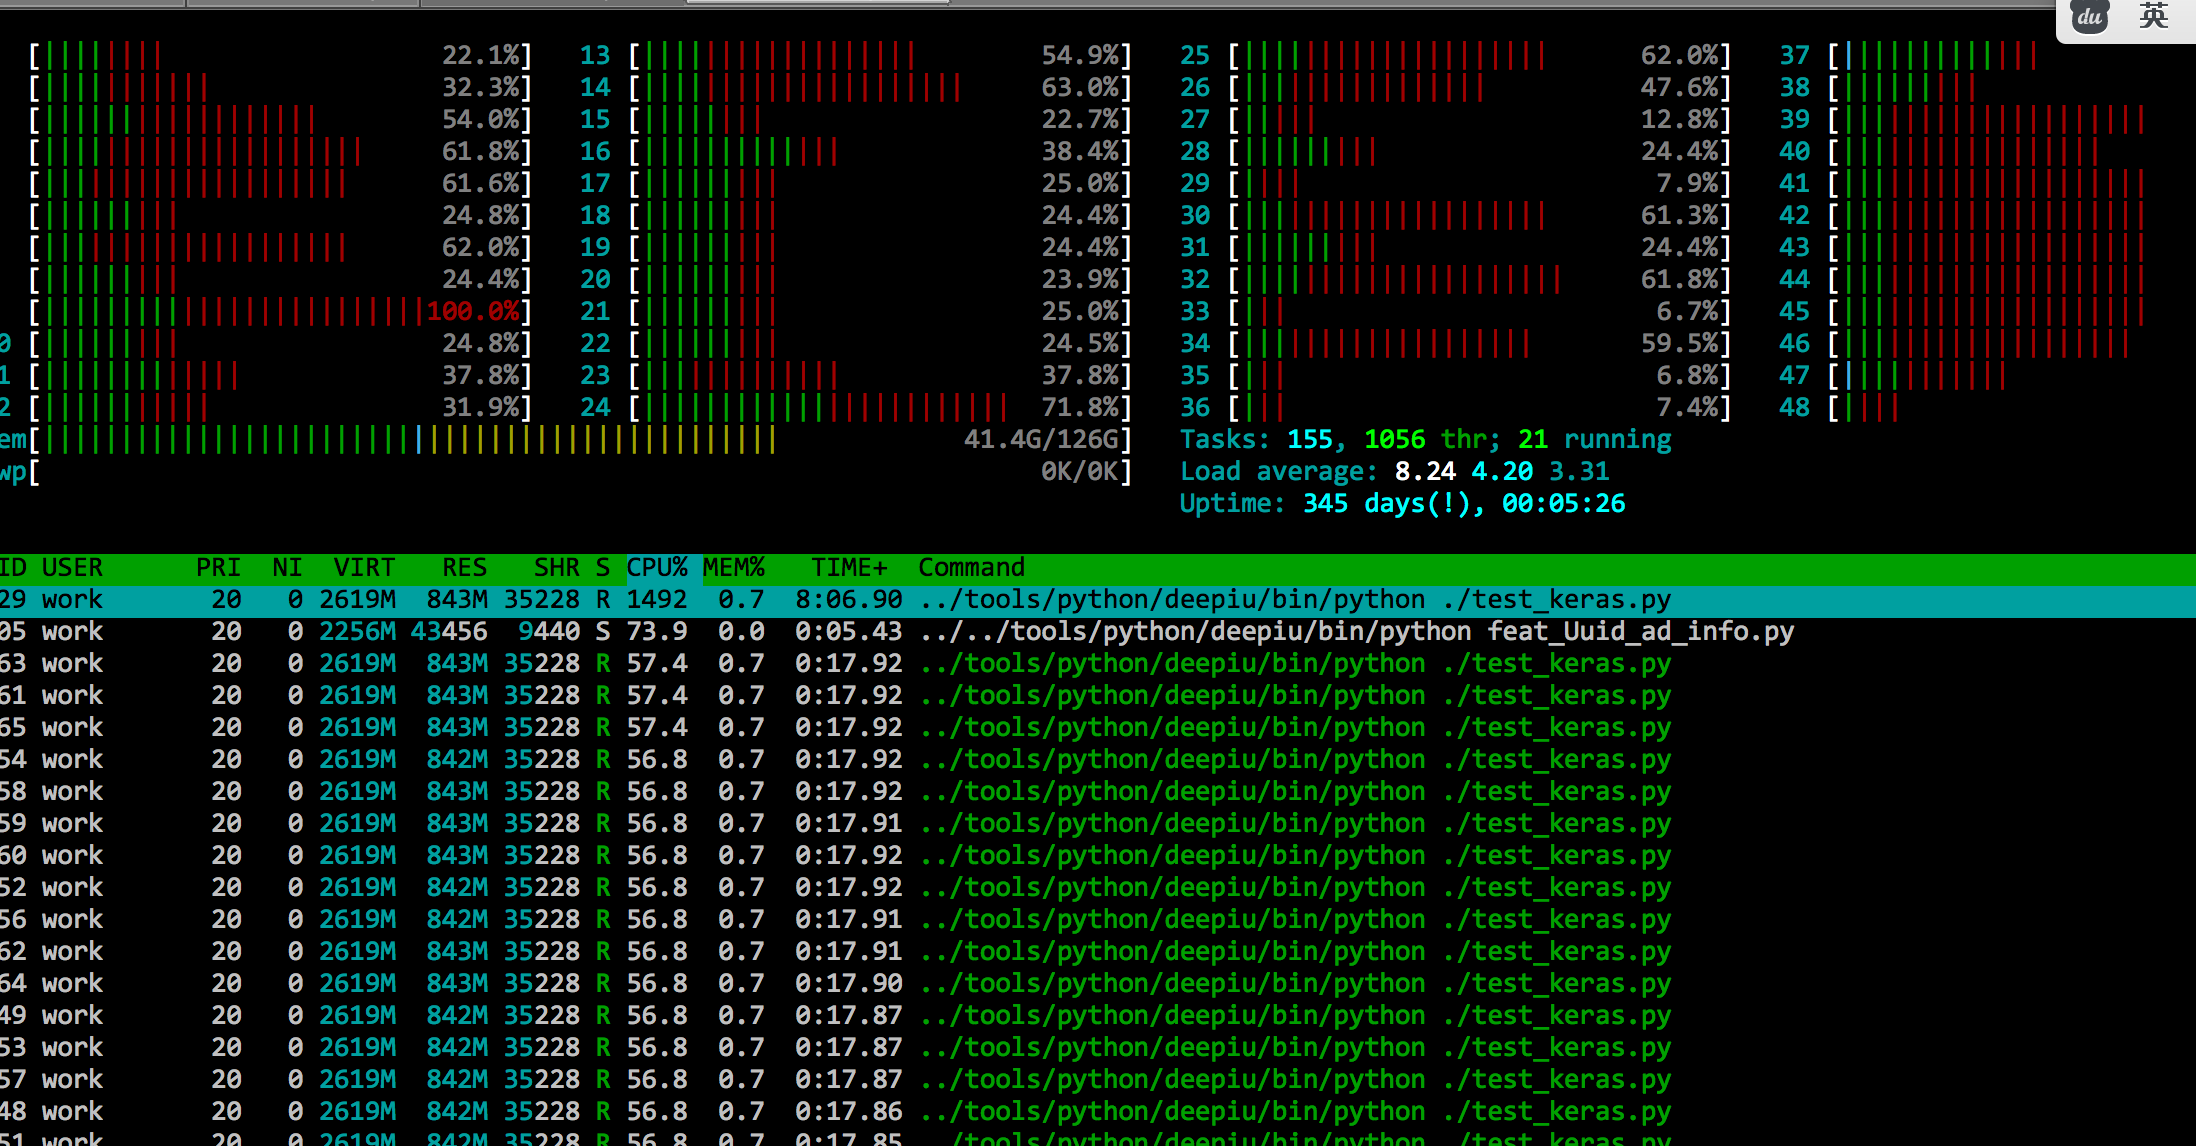 英
du
[ 22.1%] 13 [ 54.9%] 25 [ 62.0%] 37 [
[ 32.3%] 14 [ 63.0%] 26 [ 47.6%] 38 [
[ 54.0%] 15 [ 22.7%] 27 [ 12.8%] 39 [
[ 61.8%] 16 [ 38.4%] 28 [ 24.4%] 40 [
[ 61.6%] 17 [ 25.0%] 29 [ 7.9%] 41 [
[ 24.8%] 18 [ 24.4%] 30 [ 61.3%] 42 [
[ 62.0%] 19 [ 24.4%] 31 [ 24.4%] 43 [
[ 24.4%] 20 [ 23.9%] 32 [ 61.8%] 44 [
[ 100.0%] 21 [ 25.0%] 33 [ 6.7%] 45 [
0 [ 24.8%] 22 [ 24.5%] 34 [ 59.5%] 46 [
1 [ 37.8%] 23 [ 37.8%] 35 [ 6.8%] 47 [
2 [ 31.9%] 24 [ 71.8%] 36 [ 7.4%] 48 [
em[ 41.4G/126G] Tasks: 155, 1056 thr; 21 running
wp[ 0K/0K] Load average: 8.24 4.20 3.31
Uptime: 345 days(!), 00:05:26
ID USER PRI NI VIRT RES SHR S CPU% MEM% TIME+ Command
29 work 20 0 2619M 843M 35228 R 1492 0.7 8:06.90 ../tools/python/deepiu/bin/python ./test_keras.py
05 work 20 0 2256M 43456 9440 S 73.9 0.0 0:05.43 ../../tools/python/deepiu/bin/python feat_Uuid_ad_info.py
63 work 20 0 2619M 843M 35228 R 57.4 0.7 0:17.92 ../tools/python/deepiu/bin/python ./test_keras.py
61 work 20 0 2619M 843M 35228 R 57.4 0.7 0:17.92 ../tools/python/deepiu/bin/python ./test_keras.py
65 work 20 0 2619M 843M 35228 R 57.4 0.7 0:17.92 ../tools/python/deepiu/bin/python ./test_keras.py
54 work 20 0 2619M 842M 35228 R 56.8 0.7 0:17.92 ../tools/python/deepiu/bin/python ./test_keras.py
58 work 20 0 2619M 843M 35228 R 56.8 0.7 0:17.92 ../tools/python/deepiu/bin/python ./test_keras.py
59 work 20 0 2619M 843M 35228 R 56.8 0.7 0:17.91 ../tools/python/deepiu/bin/python ./test_keras.py
60 work 20 0 2619M 843M 35228 R 56.8 0.7 0:17.92 ../tools/python/deepiu/bin/python ./test_keras.py
52 work 20 0 2619M 842M 35228 R 56.8 0.7 0:17.92 ../tools/python/deepiu/bin/python ./test_keras.py
56 work 20 0 2619M 842M 35228 R 56.8 0.7 0:17.91 ../tools/python/deepiu/bin/python ./test_keras.py
62 work 20 0 2619M 843M 35228 R 56.8 0.7 0:17.91 ../tools/python/deepiu/bin/python ./test_keras.py
64 work 20 0 2619M 843M 35228 R 56.8 0.7 0:17.90 ../tools/python/deepiu/bin/python ./test_keras.py
49 work 20 0 2619M 842M 35228 R 56.8 0.7 0:17.87 ../tools/python/deepiu/bin/python ./test_keras.py
53 work 20 0 2619M 842M 35228 R 56.8 0.7 0:17.87 ../tools/python/deepiu/bin/python ./test_keras.py
57 work 20 0 2619M 842M 35228 R 56.8 0.7 0:17.87 ../tools/python/deepiu/bin/python ./test_keras.py
48 work 20 0 2619M 842M 35228 R 56.8 0.7 0:17.86 ../tools/python/deepiu/bin/python ./test_keras.py
51 work 20 0 2619M 842M 35228 R 56.8 0.7 0:17.85 ../tools/python/deepiu/bin/python ./test_keras.py